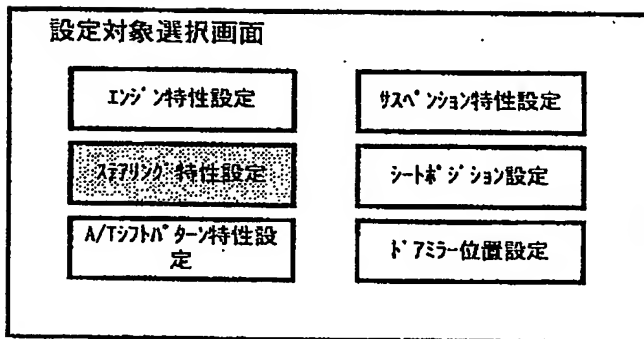 設定対象選択画面
ｴﾝｼﾞﾝ特性設定
ｻｽﾍﾟﾝｼｮﾝ特性設定
ｽﾃｱﾘﾝｸﾞ特性設定
ｼｰﾄﾎﾟｼﾞｼｮﾝ設定
A/Tｼﾌﾄﾊﾟﾀｰﾝ特性設
定
ﾄﾞｱﾐﾗｰ位置設定